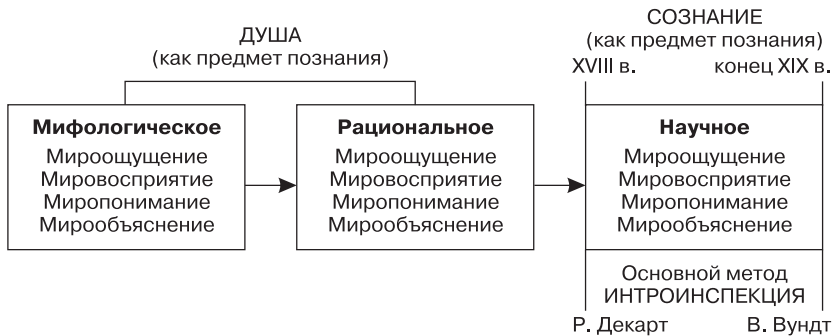 ДУША
(как предмет познания)
СОЗНАНИЕ
(как предмет познания)
XVIII в. конец XIX в.
Мифологическое
Мироощущение
Мировосприятие
Миропонимание
Мирообъяснение
Рациональное
Мироощущение
Мировосприятие
Миропонимание
Мирообъяснение
Научное
Мироощущение
Мировосприятие
Миропонимание
Мирообъяснение
Основной метод
ИНТРОИНСПЕКЦИЯ
Р. Декарт В. Вундт